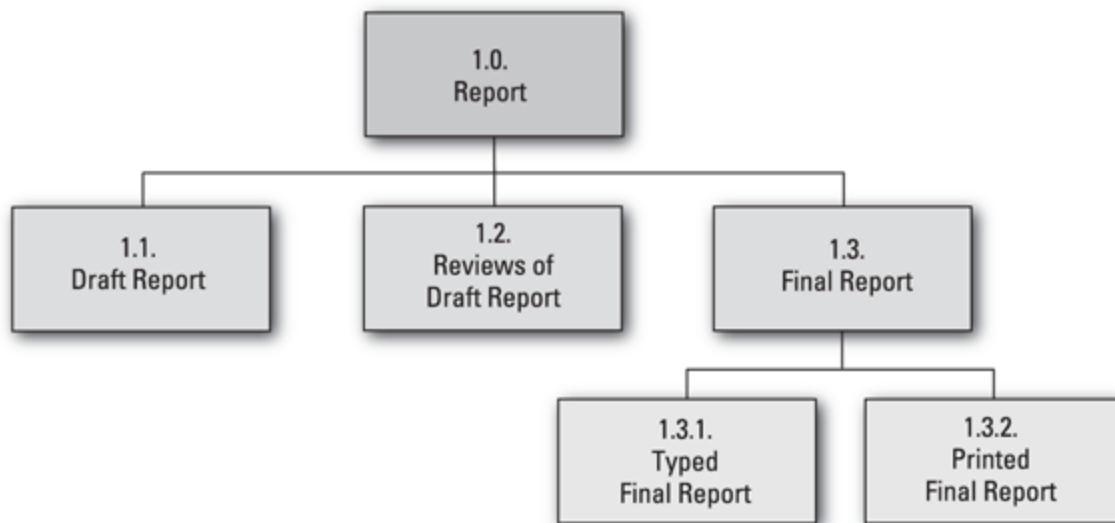 1.0.
Report
1.1.
Draft Report
1.2.
Reviews of
Draft Report
1.3.
Final Report
1.3.1.
Typed
Final Report
1.3.2.
Printed
Final Report